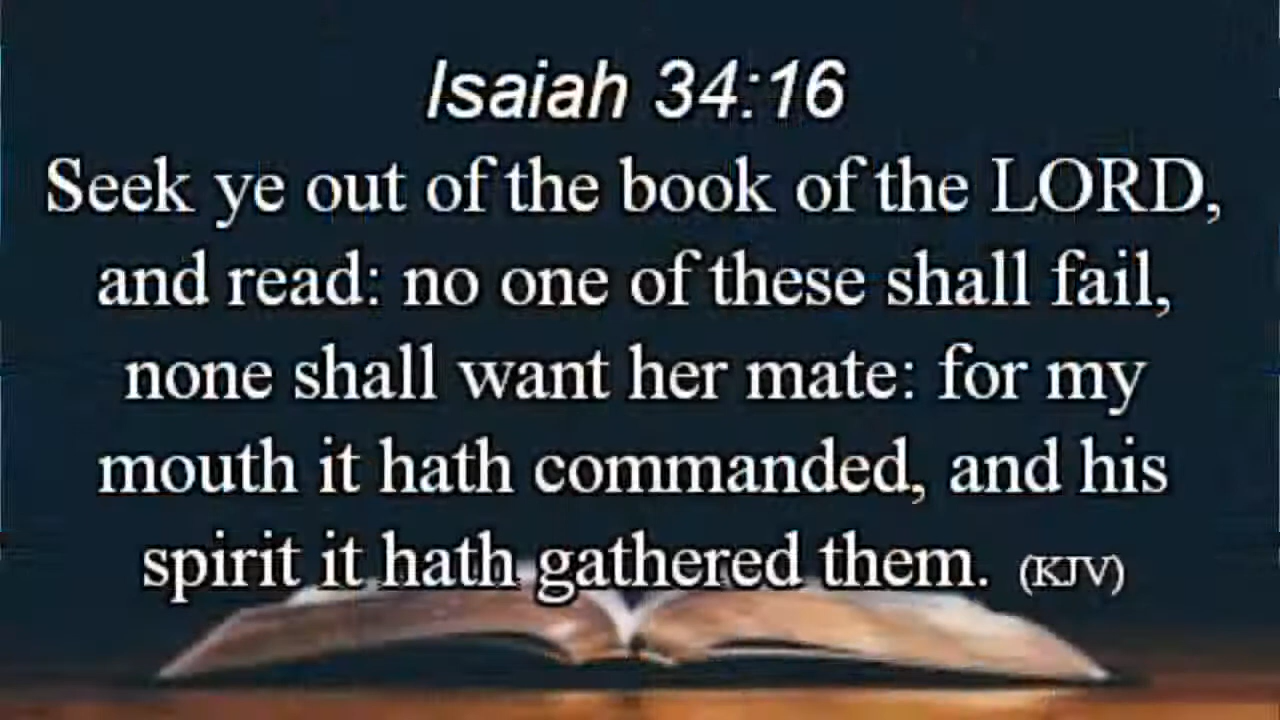 Isaiah 34:16
Seek ye out of the book of the LORD,
and read: no one of these shall fail,
none shall want her mate: for my
mouth it hath commanded, and his
spirit it hath gathered them. (KJV)